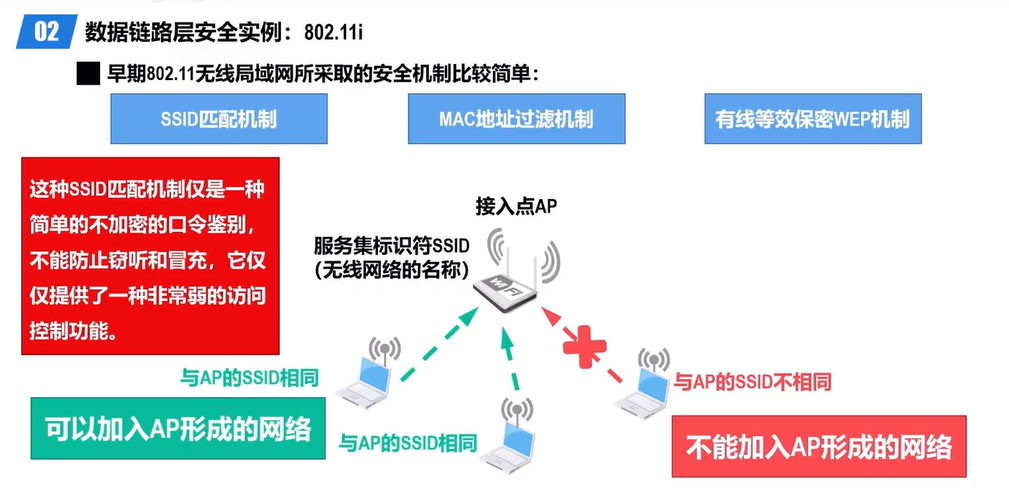 02 数据链路层安全实例：802.11i
早期802.11无线局域网所采取的安全机制比较简单：
SSID匹配机制
MAC地址过滤机制
有线等效保密WEP机制
这种SSID匹配机制仅是一种
简单的不加密的口令鉴别，
不能防止窃听和冒充，它仅
仅提供了一种非常弱的访问
控制功能。
接入点AP
服务集标识符SSID
（无线网络的名称）
WiFi
与AP的SSID相同
可以加入AP形成的网络
与AP的SSID相同
与AP的SSID不相同
不能加入AP形成的网络